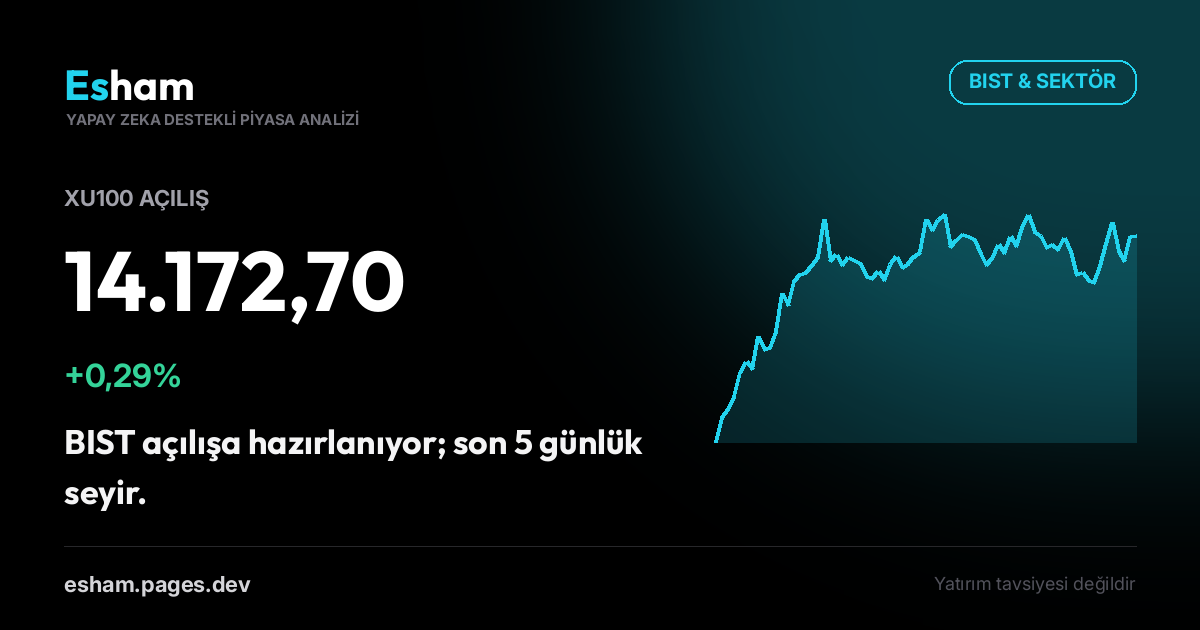 Esham
YAPAY ZEKA DESTEKLİ PİYASA ANALİZİ
BIST & SEKTÖR
XU100 AÇILIŞ
14.172,70
+0,29%
BIST açılışa hazırlanıyor; son 5 günlük
seyir.
esham.pages.dev
Yatırım tavsiyesi değildir